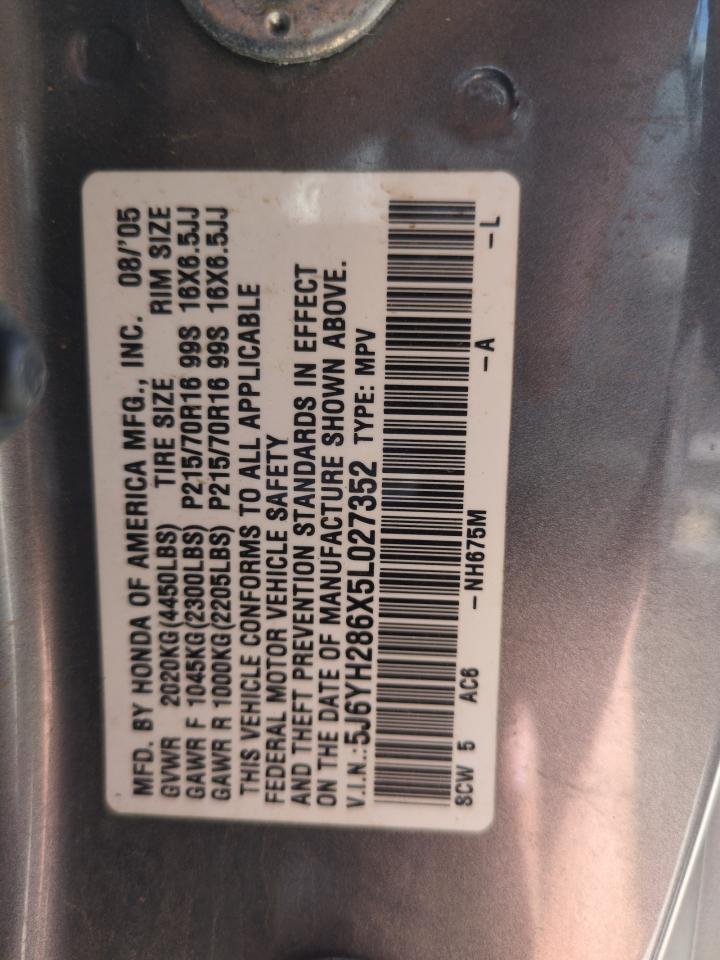 MFD. BY HONDA OF AMERICA MFG., INC. 08/'05
GVWR 2020KG(4450LBS) TIRE SIZE RIM SIZE
GAWR F 1045KG(2300LBS) P215/70R16 99S 16X6.5JJ
GAWR R 1000KG(2205LBS) P215/70R16 99S 16X6.5JJ
THIS VEHICLE CONFORMS TO ALL APPLICABLE
FEDERAL MOTOR VEHICLE SAFETY
AND THEFT PREVENTION STANDARDS IN EFFECT
ON THE DATE OF MANUFACTURE SHOWN ABOVE.
V.I.N.:5J6YH286X5L027352 TYPE: MPV
SCW 5 AC6 -NH675M -A -L